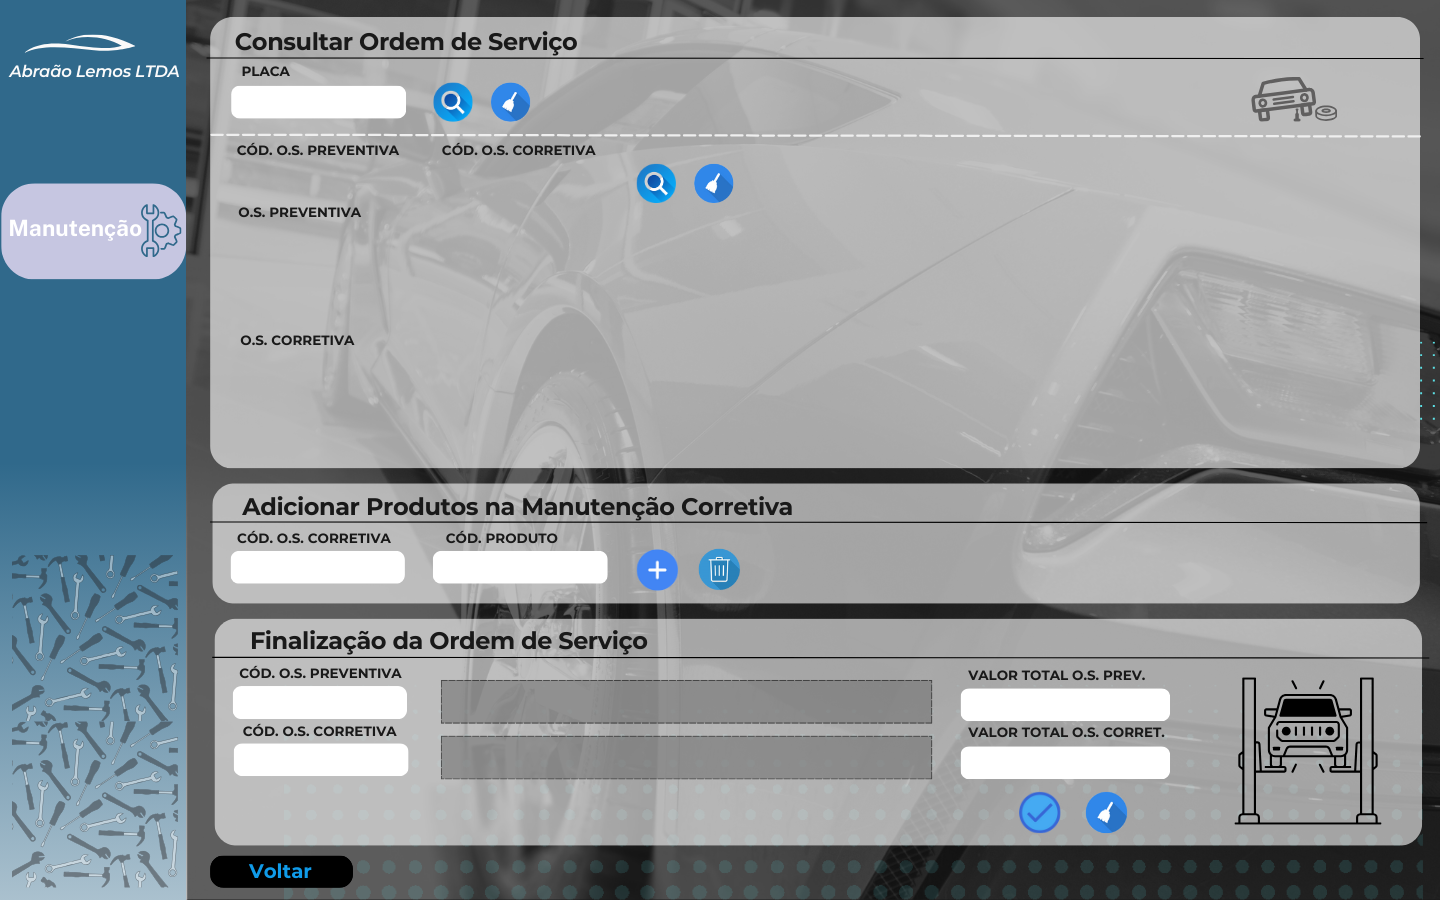 Abraão Lemos LTDA
Manutenção
Consultar Ordem de Serviço
PLACA
CÓD. O.S. PREVENTIVA
CÓD. O.S. CORRETIVA
O.S. PREVENTIVA
O.S. CORRETIVA
Adicionar Produtos na Manutenção Corretiva
CÓD. O.S. CORRETIVA
CÓD. PRODUTO
Finalização da Ordem de Serviço
CÓD. O.S. PREVENTIVA
VALOR TOTAL O.S. PREV.
CÓD. O.S. CORRETIVA
VALOR TOTAL O.S. CORRET.
Voltar